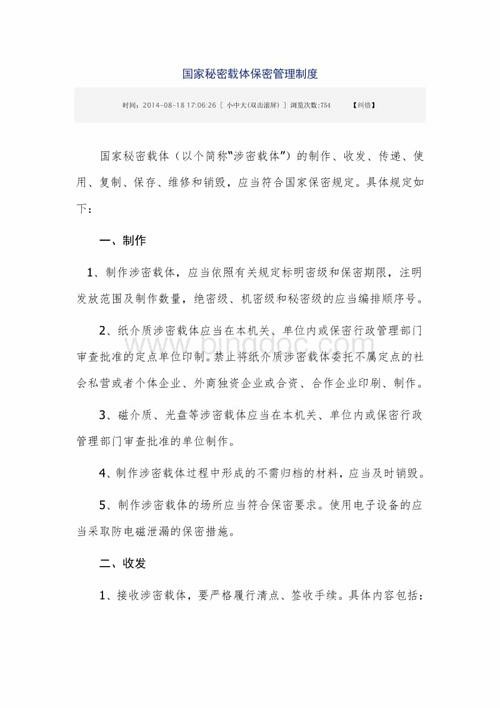 国家秘密载体保密管理制度
时间：2014-08-18 17:06:26 [ 小中大(双击滚屏) ] 浏览次数:754 【纠错】
国家秘密载体（以个简称“涉密载体”）的制作、收发、传递、使
用、复制、保存、维修和销毁，应当符合国家保密规定。具体规定如
下：
一、制作
1、制作涉密载体，应当依照有关规定标明密级和保密期限，注明
发放范围及制作数量，绝密级、机密级和秘密级的应当编排顺序号。
2、纸介质涉密载体应当在本机关、单位内或保密行政管理部门
审查批准的定点单位印制。禁止将纸介质涉密载体委托不属定点的社
会私营或者个体企业、外商独资企业或合资、合作企业印刷、制作。
www.bingdoc.com
3、磁介质、光盘等涉密载体应当在本机关、单位内或保密行政
管理部门审查批准的单位制作。
4、制作涉密载体过程中形成的不需归档的材料，应当及时销毁。
5、制作涉密载体的场所应当符合保密要求。使用电子设备的应
当采取防电磁泄漏的保密措施。
二、收发
1、接收涉密载体，要严格履行清点、签收手续。具体内容包括：